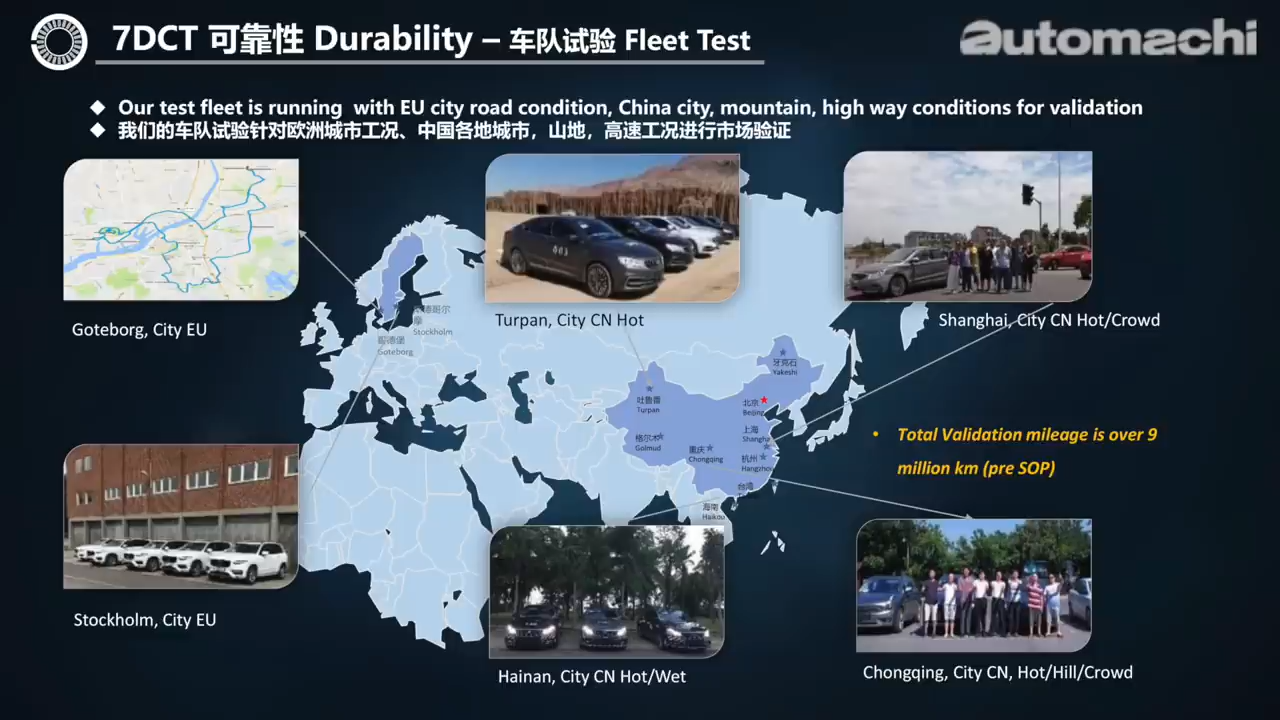 7DCT 可靠性 Durability – 车队试验 Fleet Test
automachi
◆ Our test fleet is running with EU city road condition, China city, mountain, high way conditions for validation
◆ 我们的车队试验针对欧洲城市工况、中国各地城市，山地，高速工况进行市场验证
Goteborg, City EU
Turpan, City CN Hot
Shanghai, City CN Hot/Crowd
Stockholm
哥德堡
Goteborg
牙克石
Yakeshi
吐鲁番
Turpan
北京
Beijing
格尔木
Golmud
重庆
Chongqing
上海
Shanghai
杭州
Hangzhou
台湾
海南
Haikou
003
• Total Validation mileage is over 9
million km (pre SOP)
Stockholm, City EU
Hainan, City CN Hot/Wet
Chongqing, City CN, Hot/Hill/Crowd